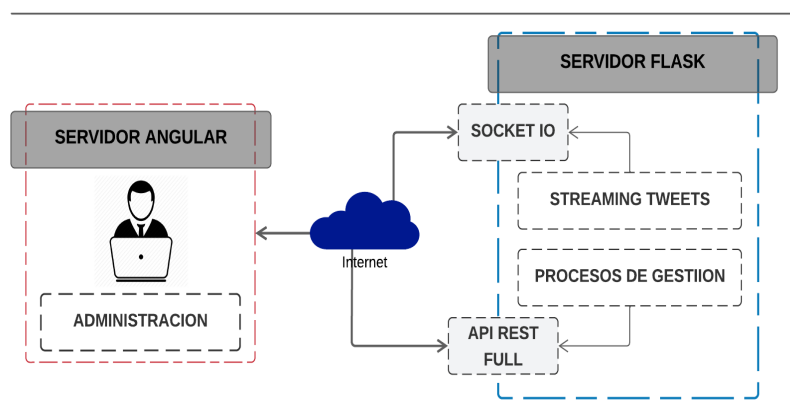 SERVIDOR FLASK
SERVIDOR ANGULAR
SOCKET IO
STREAMING TWEETS
Internet
PROCESOS DE GESTIION
ADMINISTRACION
API REST
FULL